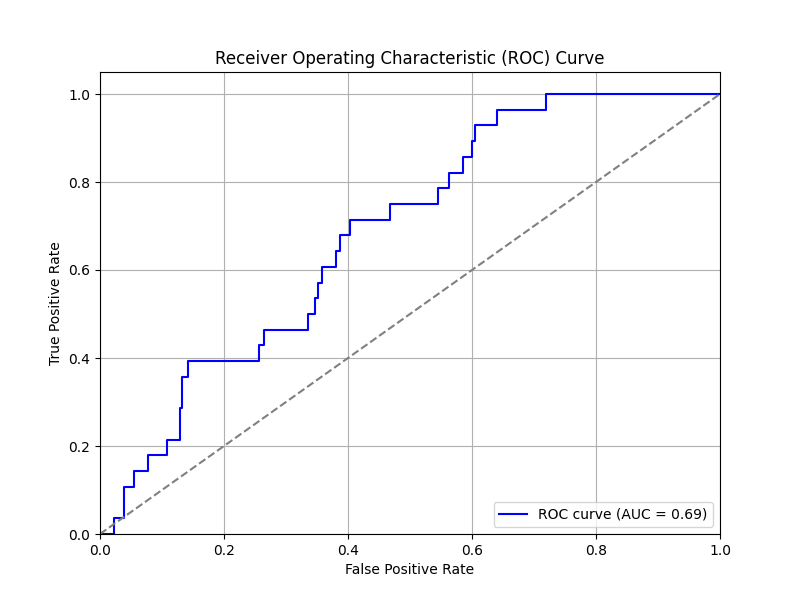 Receiver Operating Characteristic (ROC) Curve
True Positive Rate
1.0
0.8
0.6
0.4
0.2
0.0
0.0 0.2 0.4 0.6 0.8 1.0
False Positive Rate
ROC curve (AUC = 0.69)